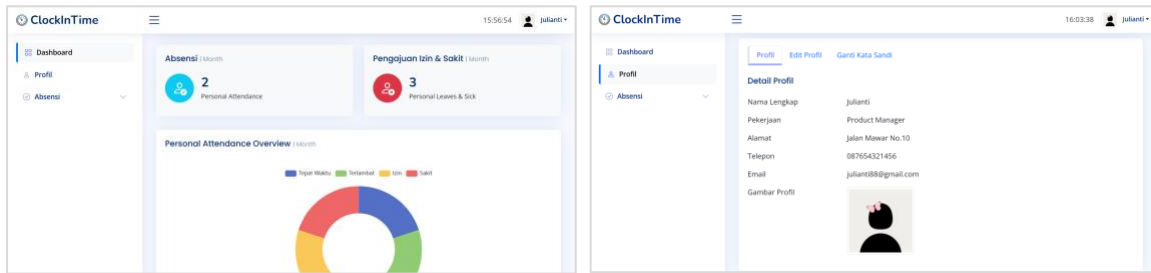 ClockInTime
15:56:54
Julianti
Dashboard
Profil
Absensi
Absensi | Month
2
Personal Attendance
Pengajuan Izin & Sakit | Month
3
Personal Leaves & Sick
Personal Attendance Overview | Month
Tepat Waktu Terlambat Izin Sakit
ClockInTime
16:03:38
Julianti
Dashboard
Profil
Absensi
Profil Edit Profil Ganti Kata Sandi
Detail Profil
Nama Lengkap Julianti
Pekerjaan Product Manager
Alamat Jalan Mawar No.10
Telepon 087654321456
Email julianti88@gmail.com
Gambar Profil